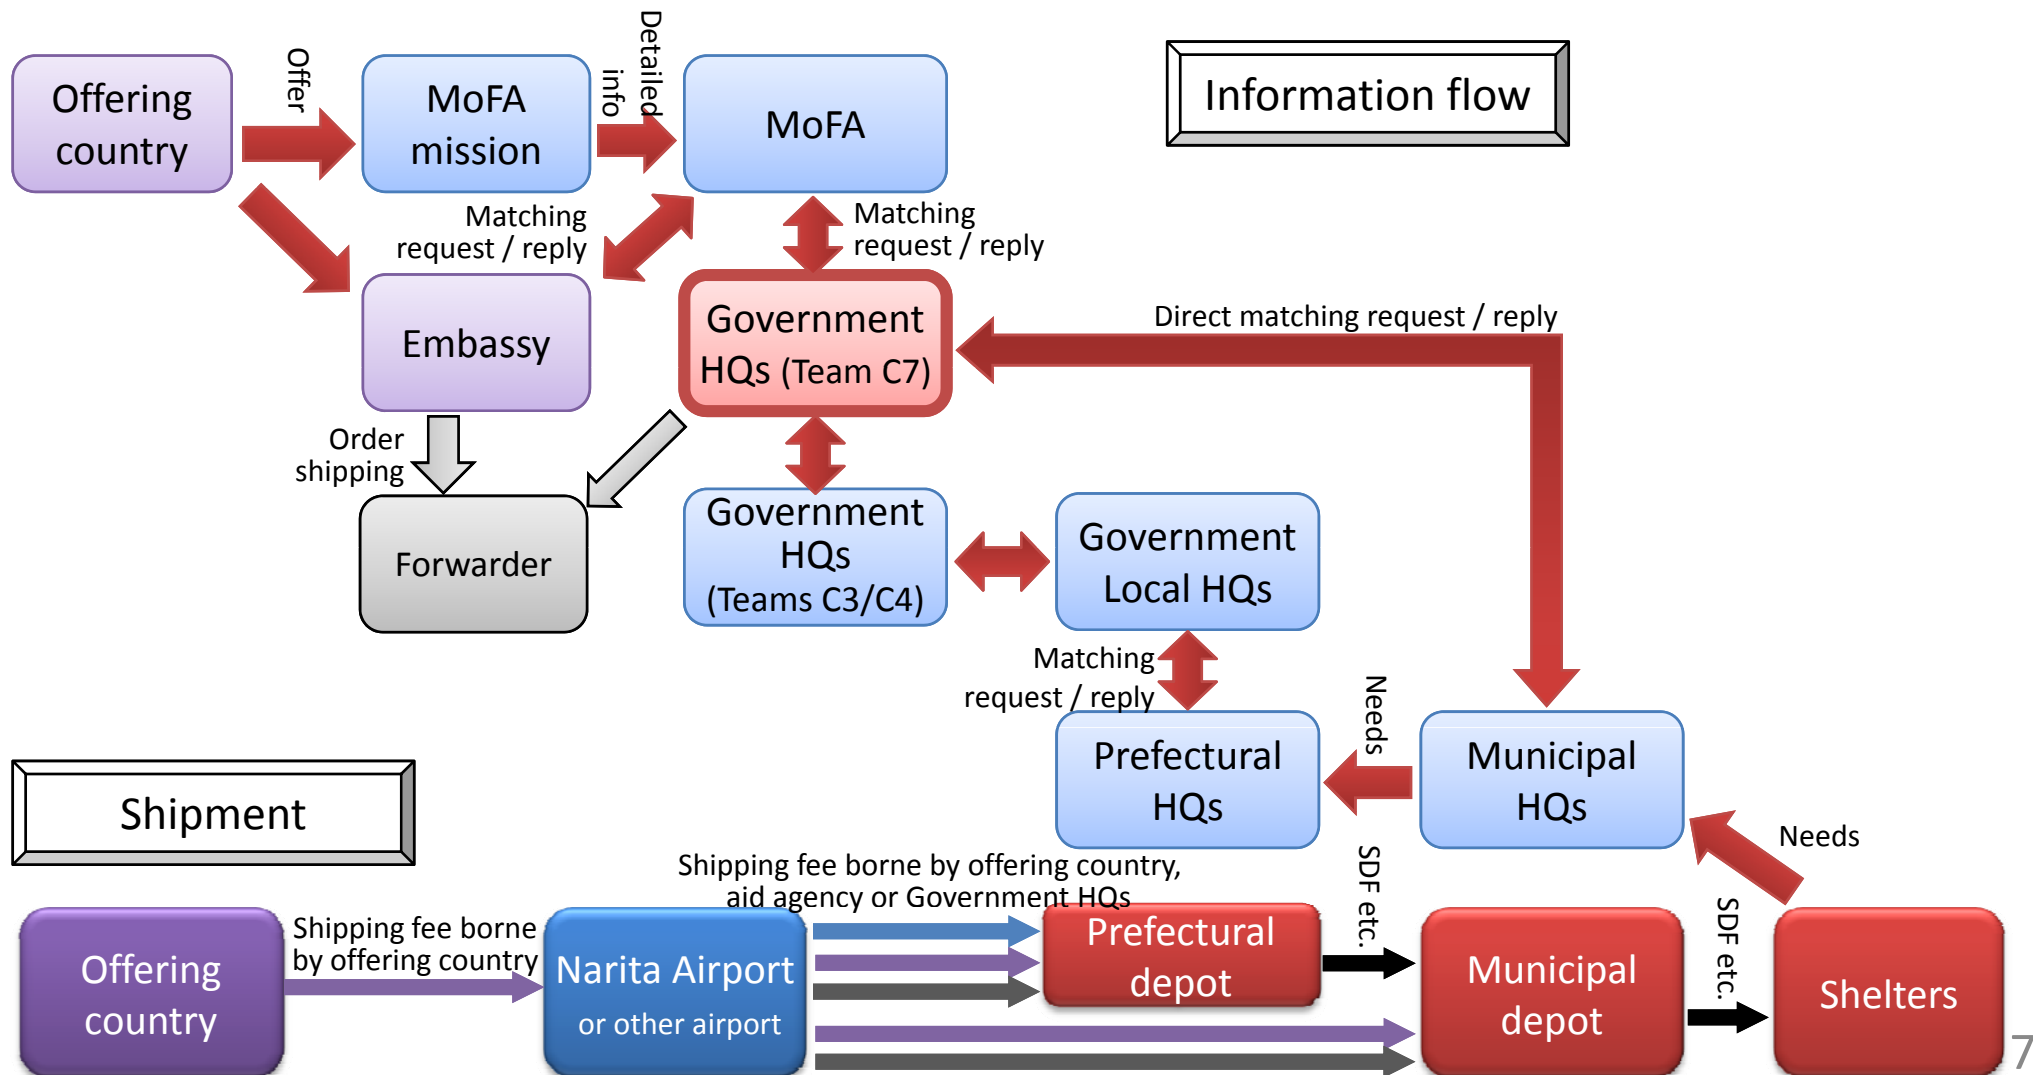 Offering
country
Offer
MoFA
mission
Detailed
info
MoFA
Information flow
Matching
request / reply
Matching
request / reply
Embassy
Government
HQs (Team C7)
Direct matching request / reply
Order
shipping
Forwarder
Government
HQs
(Teams C3/C4)
Government
Local HQs
Matching
request / reply
Needs
Prefectural
HQs
Municipal
HQs
Needs
Shipment
Shipping fee borne by offering country,
aid agency or Government HQs
SDF etc.
SDF etc.
Offering
country
Shipping fee borne
by offering country
Narita Airport
or other airport
Prefectural
depot
Municipal
depot
Shelters
7